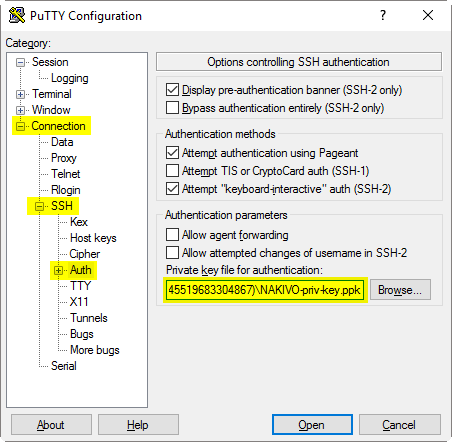 PuTTY Configuration
?
Category:
Session
Logging
Terminal
Window
Connection
Data
Proxy
Telnet
Rlogin
SSH
Kex
Host keys
Cipher
Auth
TTY
X11
Tunnels
Bugs
More bugs
Serial
Options controlling SSH authentication
Display pre-authentication banner (SSH-2 only)
Bypass authentication entirely (SSH-2 only)
Authentication methods
Attempt authentication using Pageant
Attempt TIS or CryptoCard auth (SSH-1)
Attempt "keyboard-interactive" auth (SSH-2)
Authentication parameters
Allow agent forwarding
Allow attempted changes of username in SSH-2
Private key file for authentication:
45519683304867)\NAKIVO-priv-key.ppk
Browse...
About
Help
Open
Cancel